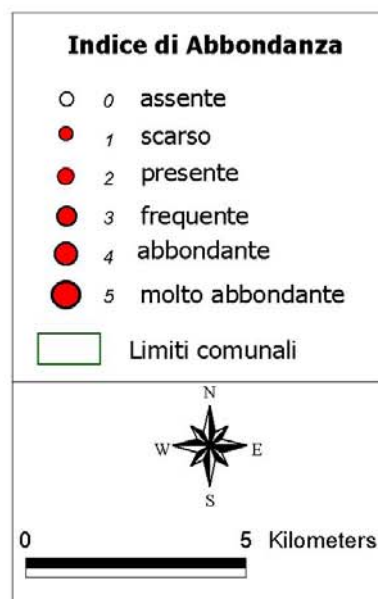 Indice di Abbondanza
0 assente
1 scarso
2 presente
3 frequente
4 abbondante
5 molto abbondante
Limiti comunali
N
W E
S
0 5 Kilometers